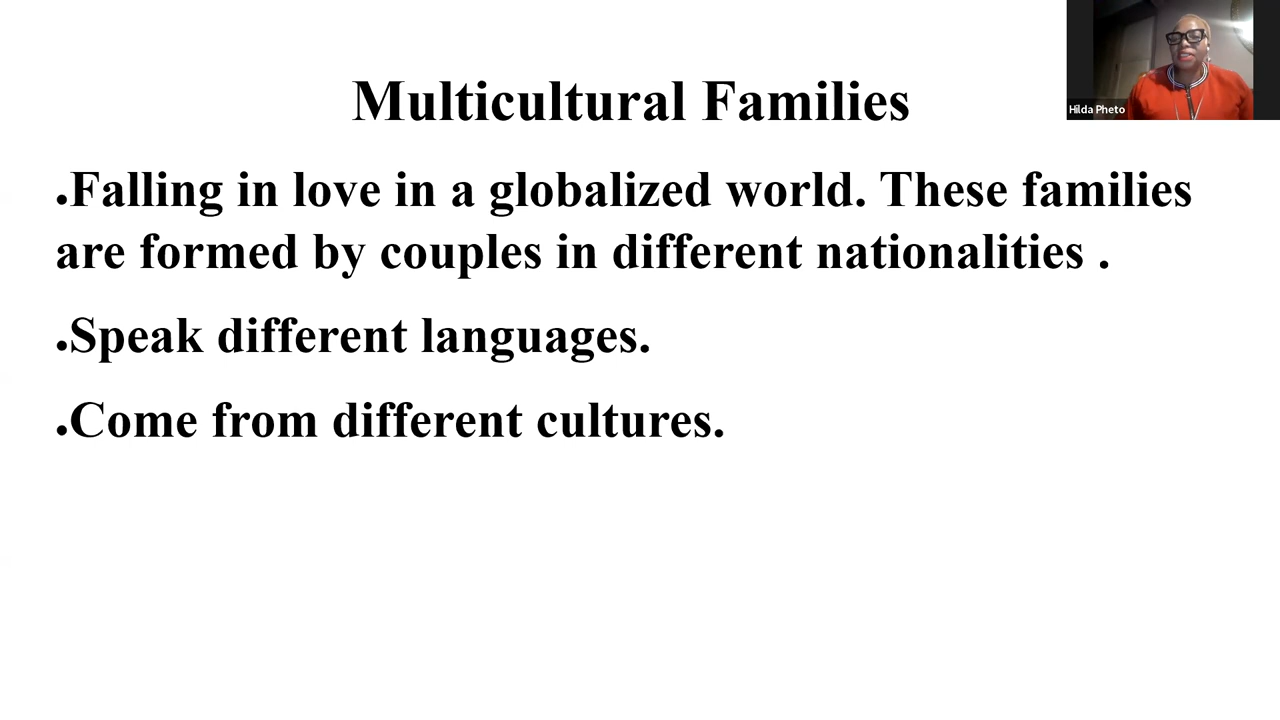 Multicultural Families
Hilda Pheto
•Falling in love in a globalized world. These families
are formed by couples in different nationalities .
•Speak different languages.
•Come from different cultures.